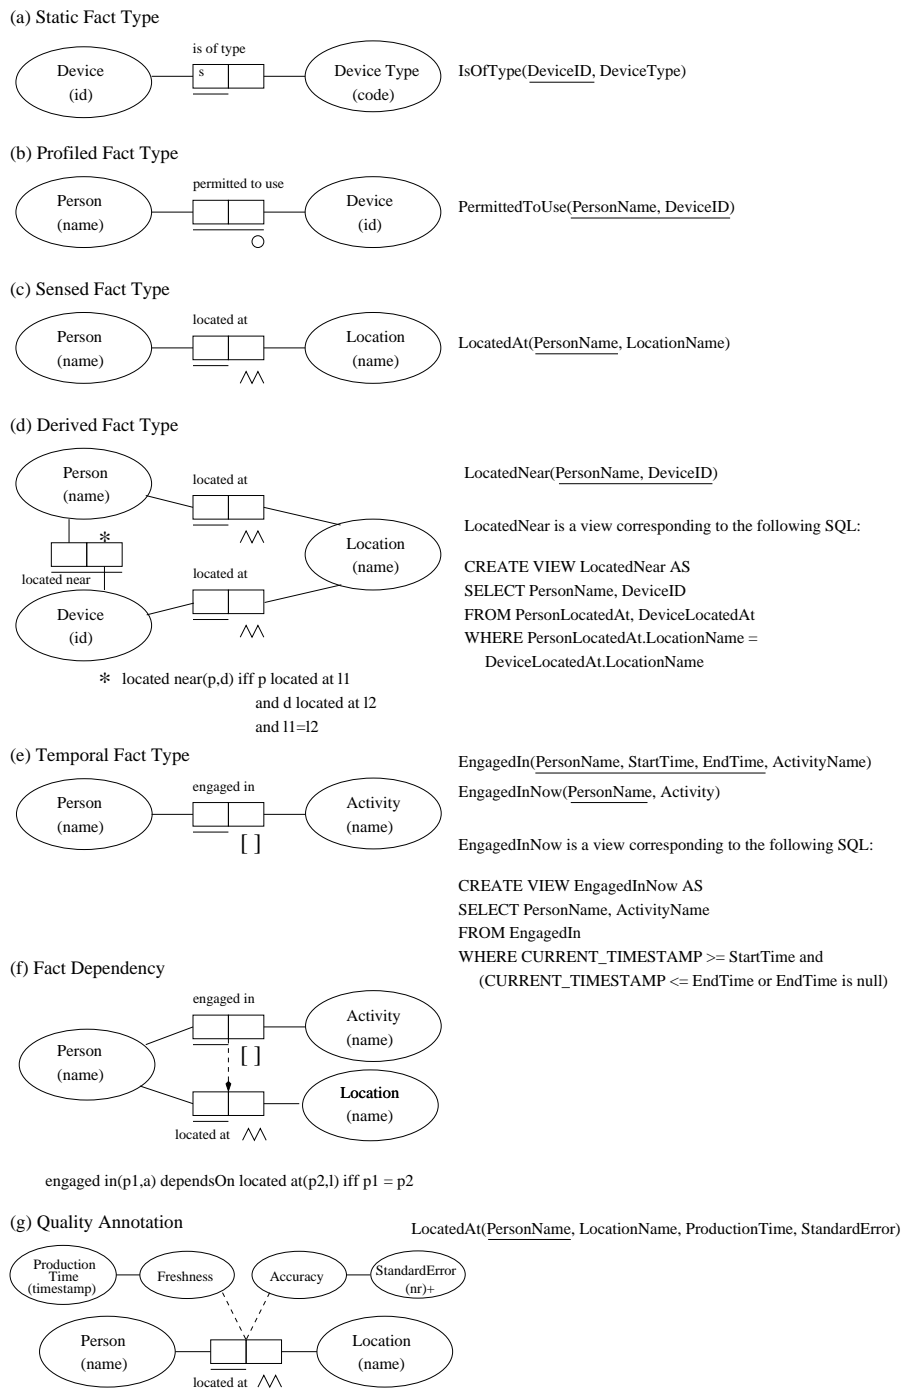 (a) Static Fact Type
is of type
Device
(id)
s
Device Type
(code)
IsOfType(DeviceID, DeviceType)
(b) Profiled Fact Type
permitted to use
Person
(name)
Device
(id)
PermittedToUse(PersonName, DeviceID)
(c) Sensed Fact Type
located at
Person
(name)
Location
(name)
LocatedAt(PersonName, LocationName)
(d) Derived Fact Type
Person
(name)
located at
*
located near
Location
(name)
located at
Device
(id)
* located near(p,d) iff p located at l1
and d located at l2
and l1=l2
LocatedNear(PersonName, DeviceID)
LocatedNear is a view corresponding to the following SQL:
CREATE VIEW LocatedNear AS
SELECT PersonName, DeviceID
FROM PersonLocatedAt, DeviceLocatedAt
WHERE PersonLocatedAt.LocationName =
DeviceLocatedAt.LocationName
(e) Temporal Fact Type
engaged in
Person
(name)
[ ]
Activity
(name)
EngagedIn(PersonName, StartTime, EndTime, ActivityName)
EngagedInNow(PersonName, Activity)
EngagedInNow is a view corresponding to the following SQL:
CREATE VIEW EngagedInNow AS
SELECT PersonName, ActivityName
FROM EngagedIn
WHERE CURRENT_TIMESTAMP >= StartTime and
(CURRENT_TIMESTAMP <= EndTime or EndTime is null)
(f) Fact Dependency
engaged in
Activity
(name)
[ ]
Person
(name)
Location
(name)
located at
engaged in(p1,a) dependsOn located at(p2,l) iff p1 = p2
(g) Quality Annotation
LocatedAt(PersonName, LocationName, ProductionTime, StandardError)
Production
Time
(timestamp)
Freshness
Accuracy
StandardError
(nr)+
Person
(name)
Location
(name)
located at